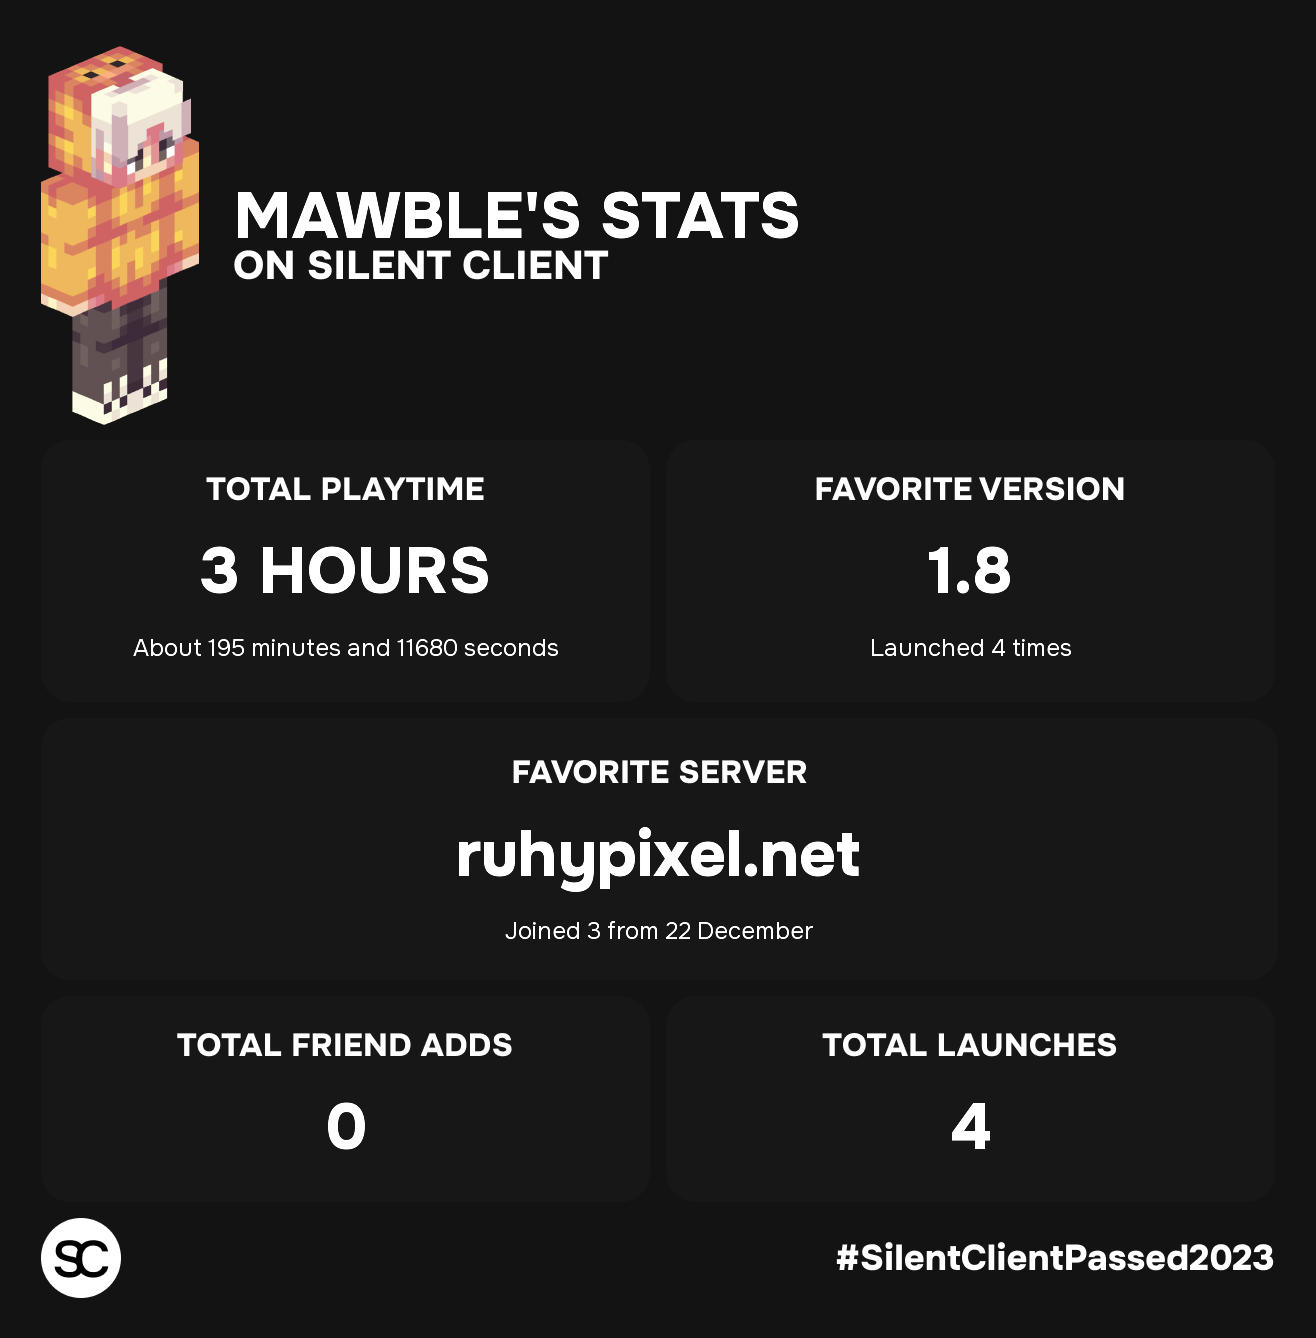 MAWBLE'S STATS
ON SILENT CLIENT
TOTAL PLAYTIME
3 HOURS
About 195 minutes and 11680 seconds
FAVORITE VERSION
1.8
Launched 4 times
FAVORITE SERVER
ruhypixel.net
Joined 3 from 22 December
TOTAL FRIEND ADDS
0
TOTAL LAUNCHES
4
SC
#SilentClientPassed2023